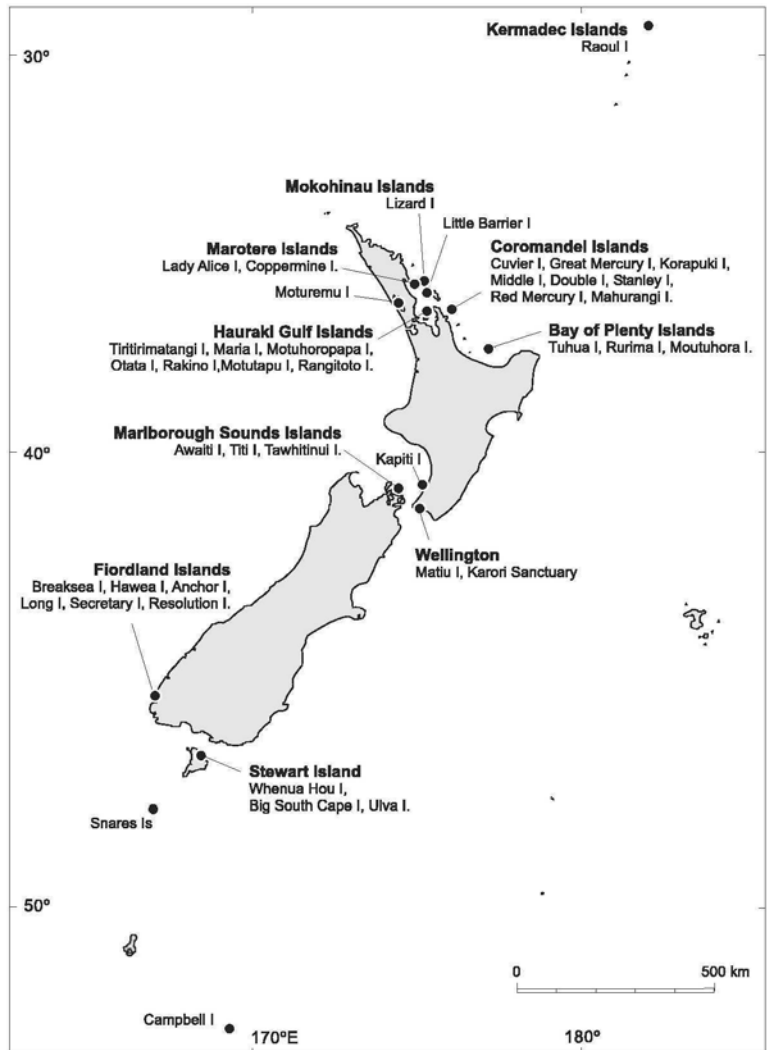 Kermadec Islands
Raoul I
30º
Mokohinau Islands
Lizard I
Little Barrier I
Marotere Islands
Lady Alice I, Coppermine I.
Coromandel Islands
Cuvier I, Great Mercury I, Korapuki I,
Middle I, Double I, Stanley I,
Red Mercury I, Mahurangi I.
Moturemu I
Hauraki Gulf Islands
Tiritirimatangi I, Maria I, Motuhoropapa I,
Otata I, Rakino I,Motutapu I, Rangitoto I.
Bay of Plenty Islands
Tuhua I, Rurima I, Moutuhora I.
Marlborough Sounds Islands
Awaiti I, Titi I, Tawhitinui I.
40º
Kapiti I
Wellington
Matiu I, Karori Sanctuary
Fiordland Islands
Breaksea I, Hawea I, Anchor I,
Long I, Secretary I, Resolution I.
Stewart Island
Whenua Hou I,
Big South Cape I, Ulva I.
Snares Is
50º
0 500 km
Campbell I
170ºE
180º